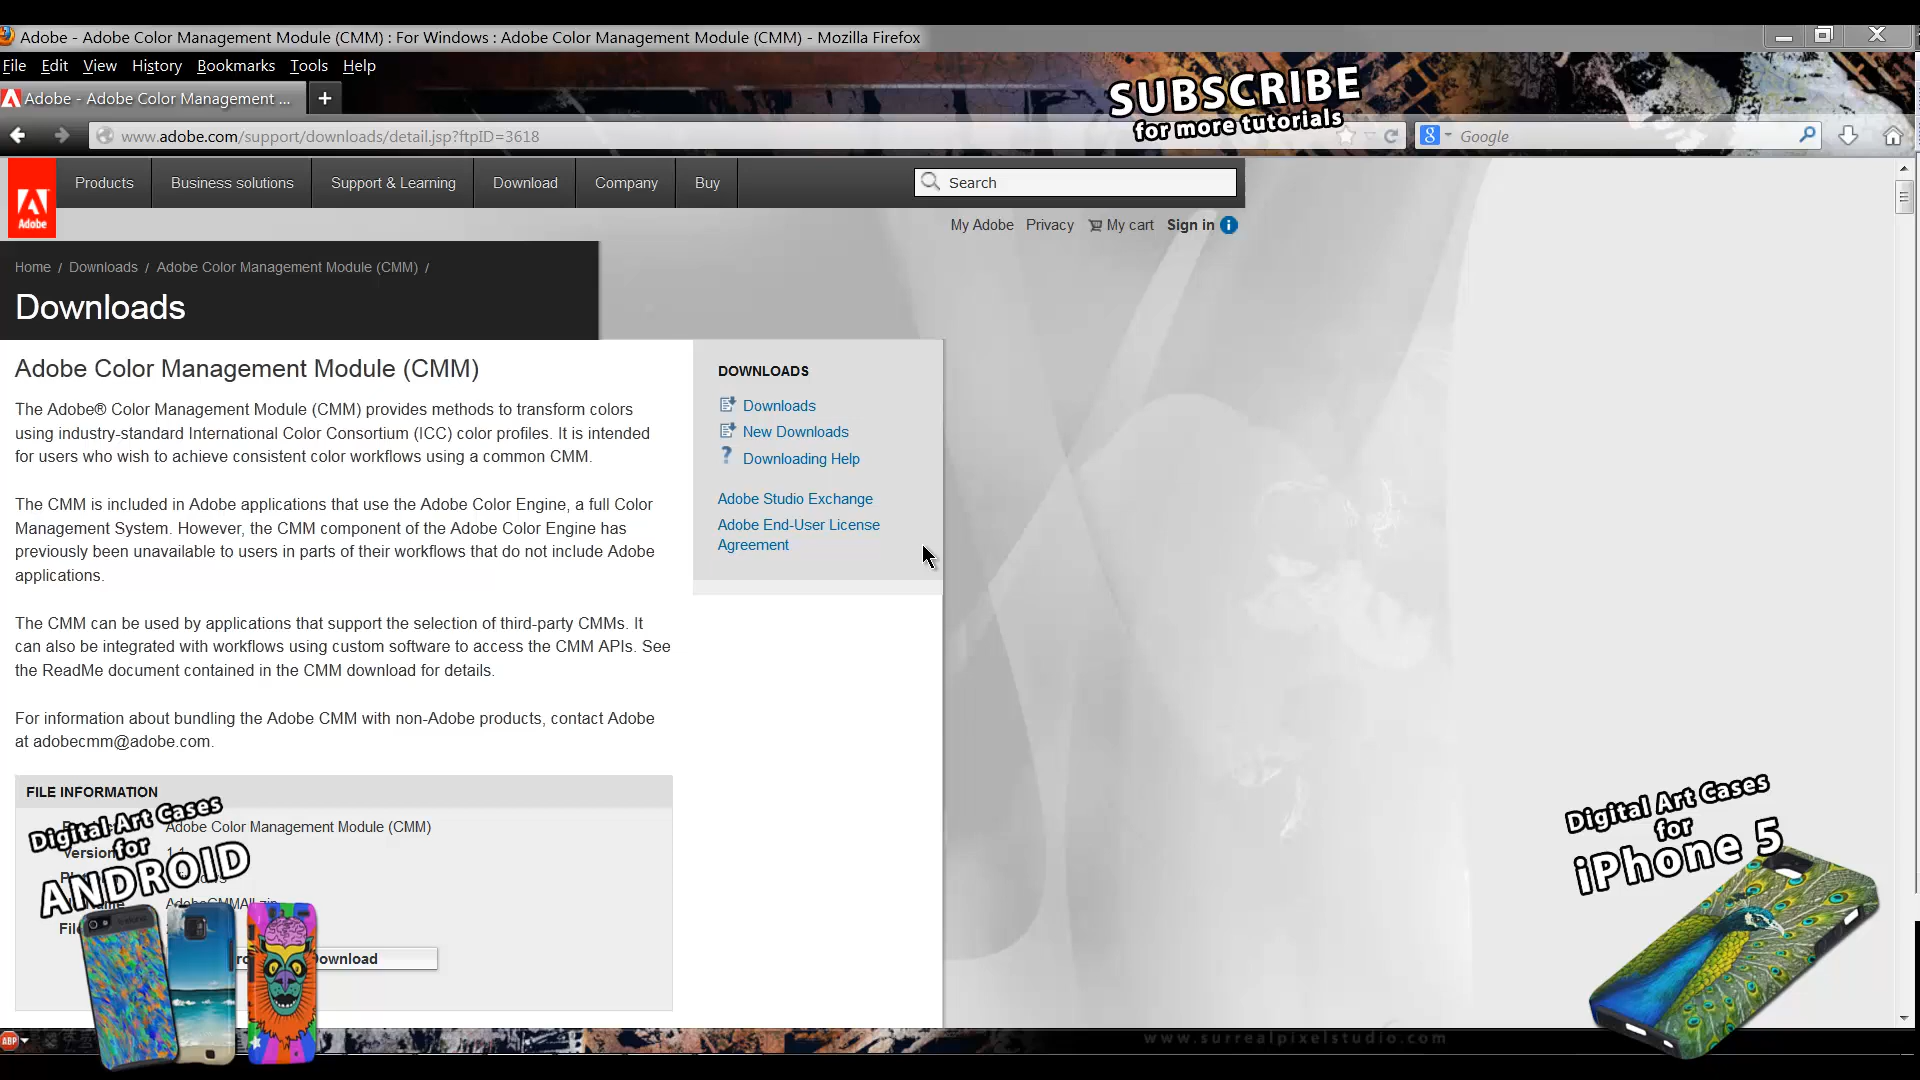 Adobe - Adobe Color Management Module (CMM) : For Windows : Adobe Color Management Module (CMM) - Mozilla Firefox
File Edit View History Bookmarks Tools Help
SUBSCRIBE
for more tutorials
Adobe - Adobe Color Management ...
www.adobe.com/support/downloads/detail.jsp?ftpID=3618
Google
Adobe
Products Business solutions Support & Learning Download Company Buy
Search
My Adobe Privacy My cart Sign in
Home / Downloads / Adobe Color Management Module (CMM) /
Downloads
Adobe Color Management Module (CMM)
The Adobe® Color Management Module (CMM) provides methods to transform colors
using industry-standard International Color Consortium (ICC) color profiles. It is intended
for users who wish to achieve consistent color workflows using a common CMM.
The CMM is included in Adobe applications that use the Adobe Color Engine, a full Color
Management System. However, the CMM component of the Adobe Color Engine has
previously been unavailable to users in parts of their workflows that do not include Adobe
applications.
The CMM can be used by applications that support the selection of third-party CMMs. It
can also be integrated with workflows using custom software to access the CMM APIs. See
the ReadMe document contained in the CMM download for details.
For information about bundling the Adobe CMM with non-Adobe products, contact Adobe
at adobecmm@adobe.com.
DOWNLOADS
Downloads
New Downloads
Downloading Help
Adobe Studio Exchange
Adobe End-User License
Agreement
FILE INFORMATION
Adobe Color Management Module (CMM)
Version
Download
Digital Art Cases
for
ANDROID
Digital Art Cases
for
iPhone 5
ABP
www.surrealpixelstudio.com